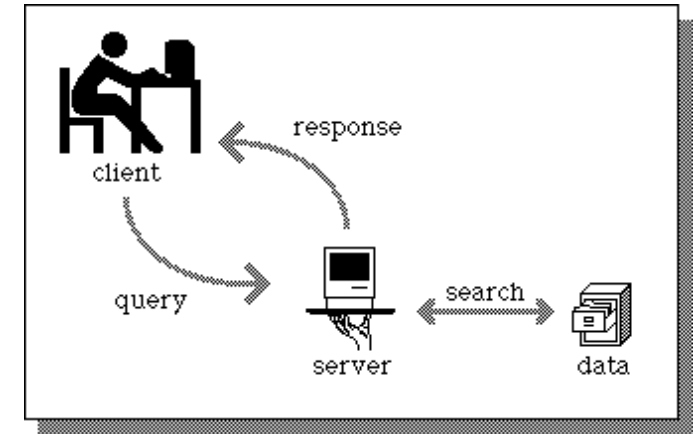 response
client
query
search
server
data